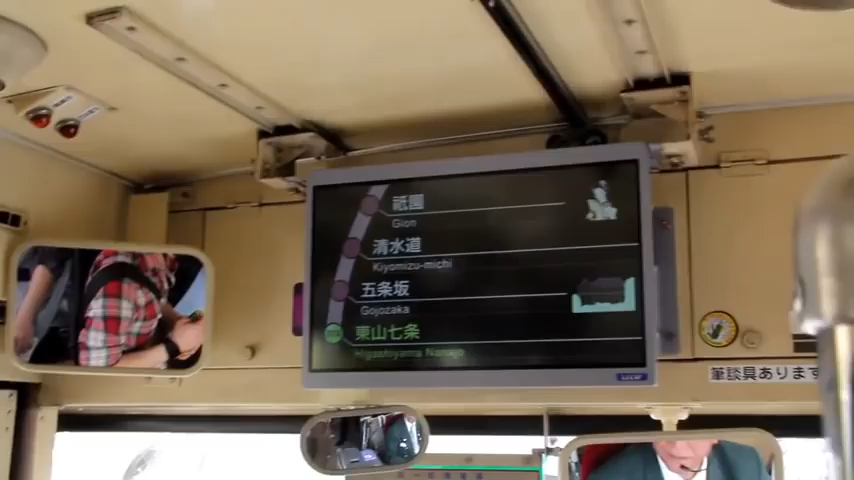 祇園
Gion
清水道
Kiyomizu-michi
五条坂
Gojozaka
東山七条
Higashiyama Nanajo
筆談具あります